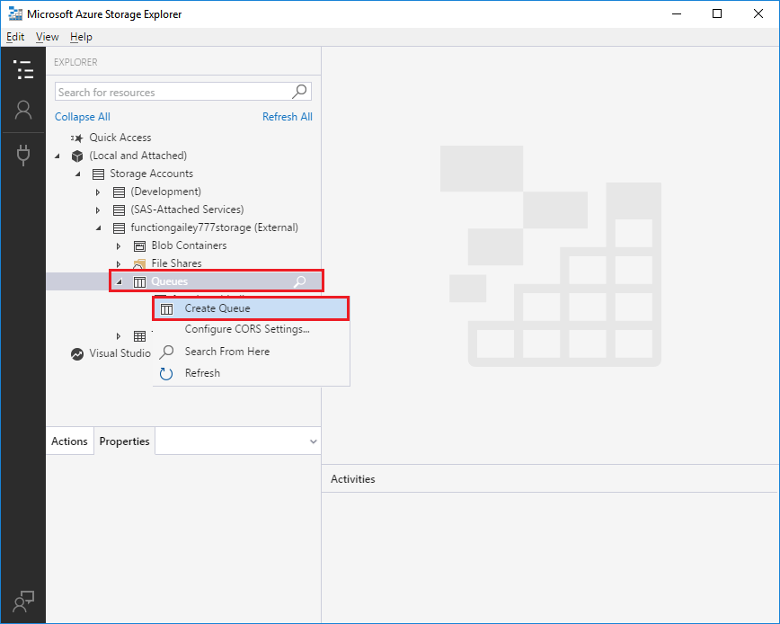 Microsoft Azure Storage Explorer
Edit View Help
EXPLORER
Search for resources
Collapse All Refresh All
Quick Access
(Local and Attached)
Storage Accounts
(Development)
(SAS-Attached Services)
functiongailey777storage (External)
Blob Containers
File Shares
Queues
Create Queue
Configure CORS Settings...
Visual Studio
Search From Here
Refresh
Actions Properties
Activities